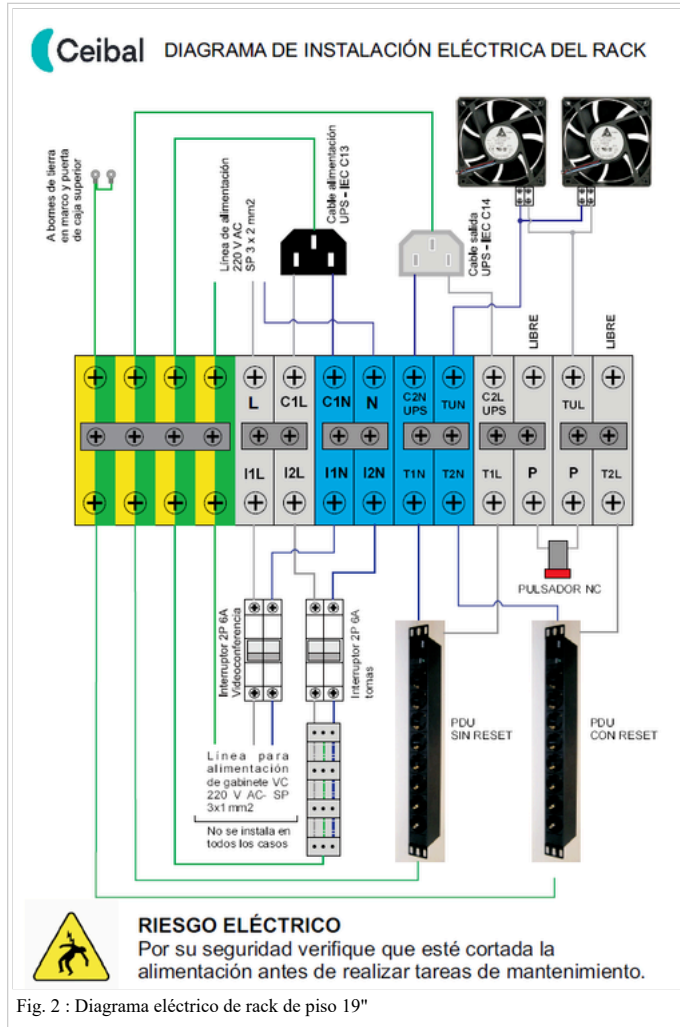 Ceibal
DIAGRAMA DE INSTALACIÓN ELÉCTRICA DEL RACK
A bornes de tierra
en marco y puerta
de caja superior
Línea de alimentación
220 V AC
SP 3 x 2 mm2
Cable alimentación
UPS - IEC C13
Cable salida
UPS - IEC C14
LIBRE
LIBRE
L
C1L
C1N
N
C2N
UPS
TUN
C2L
UPS
TUL
I1L
I2L
I1N
I2N
T1N
T2N
T1L
P
P
T2L
PULSADOR NC
Interruptor 2P 6A
Videoconferencia
Interruptor 2P 6A
tomas
PDU
SIN RESET
PDU
CON RESET
Línea para
alimentación
de gabinete VC
220 V AC- SP
3x1 mm2
No se instala en
todos los casos
RIESGO ELÉCTRICO
Por su seguridad verifique que esté cortada la
alimentación antes de realizar tareas de mantenimiento.
Fig. 2 : Diagrama eléctrico de rack de piso 19"